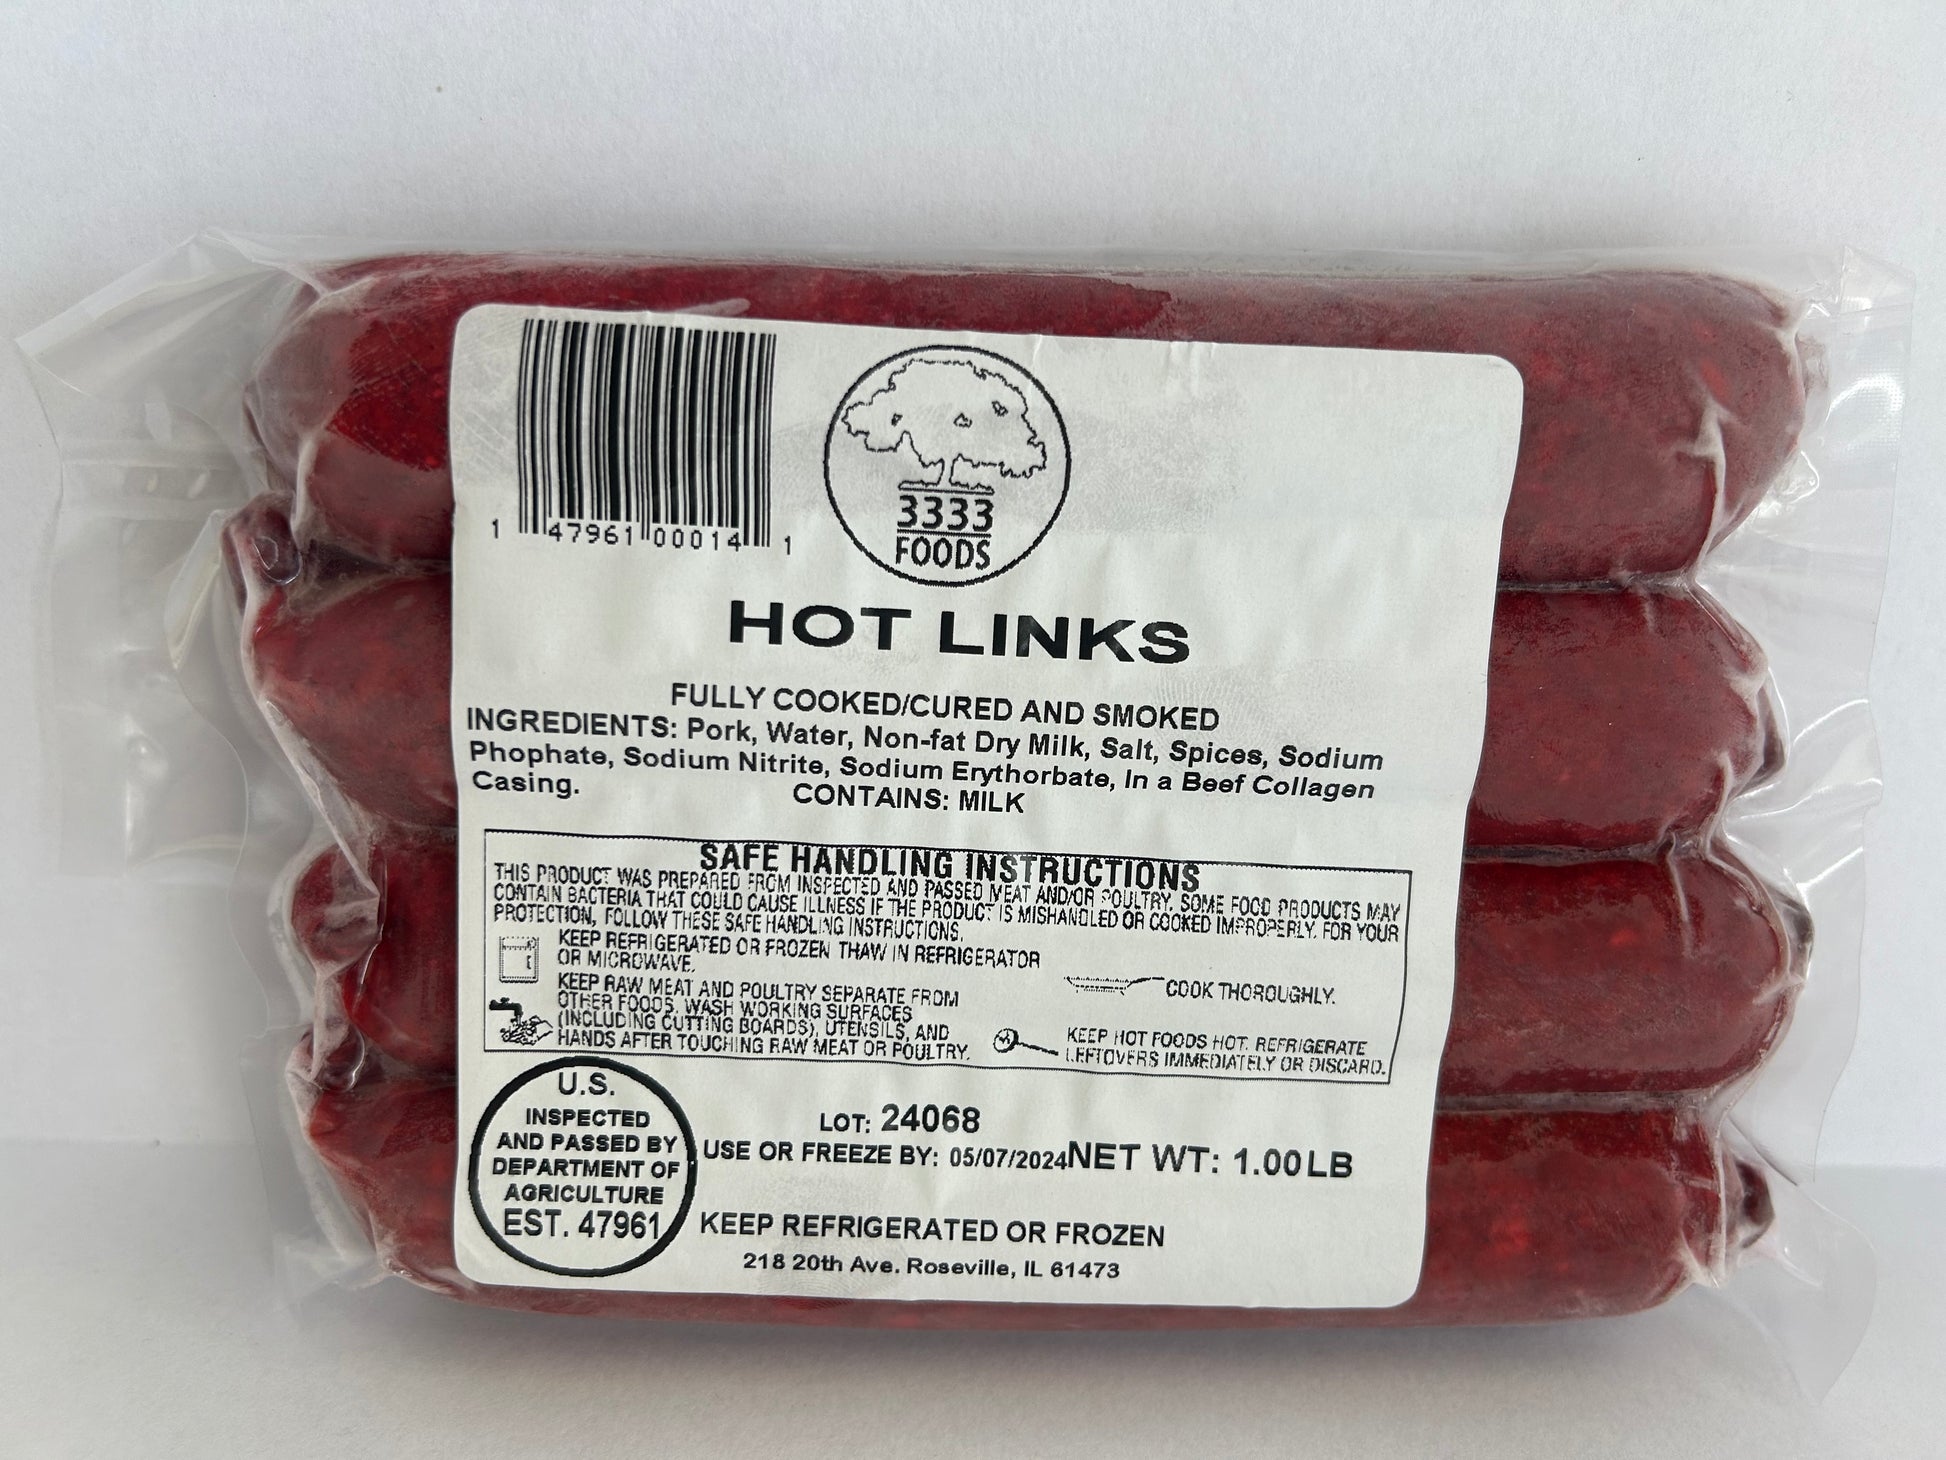 1 47961 00014 1
3333
FOODS
HOT LINKS
FULLY COOKED/CURED AND SMOKED
INGREDIENTS: Pork, Water, Non-fat Dry Milk, Salt, Spices, Sodium
Phophate, Sodium Nitrite, Sodium Erythorbate, In a Beef Collagen
Casing.
CONTAINS: MILK
SAFE HANDLING INSTRUCTIONS
THIS PRODUCT WAS PREPARED FROM INSPECTED AND PASSED MEAT AND/OR POULTRY. SOME FOOD PRODUCTS MAY
CONTAIN BACTERIA THAT COULD CAUSE ILLNESS IF THE PRODUCT IS MISHANDLED OR COOKED IMPROPERLY. FOR YOUR
PROTECTION, FOLLOW THESE SAFE HANDLING INSTRUCTIONS.
KEEP REFRIGERATED OR FROZEN THAW IN REFRIGERATOR
OR MICROWAVE.
KEEP RAW MEAT AND POULTRY SEPARATE FROM
OTHER FOODS. WASH WORKING SURFACES
(INCLUDING CUTTING BOARDS), UTENSILS, AND
HANDS AFTER TOUCHING RAW MEAT OR POULTRY.
COOK THOROUGHLY.
KEEP HOT FOODS HOT. REFRIGERATE
LEFTOVERS IMMEDIATELY OR DISCARD.
U.S.
INSPECTED
AND PASSED BY
DEPARTMENT OF
AGRICULTURE
EST. 47961
LOT: 24068
USE OR FREEZE BY: 05/07/2024 NET WT: 1.00 LB
KEEP REFRIGERATED OR FROZEN
218 20th Ave. Roseville, IL 61473